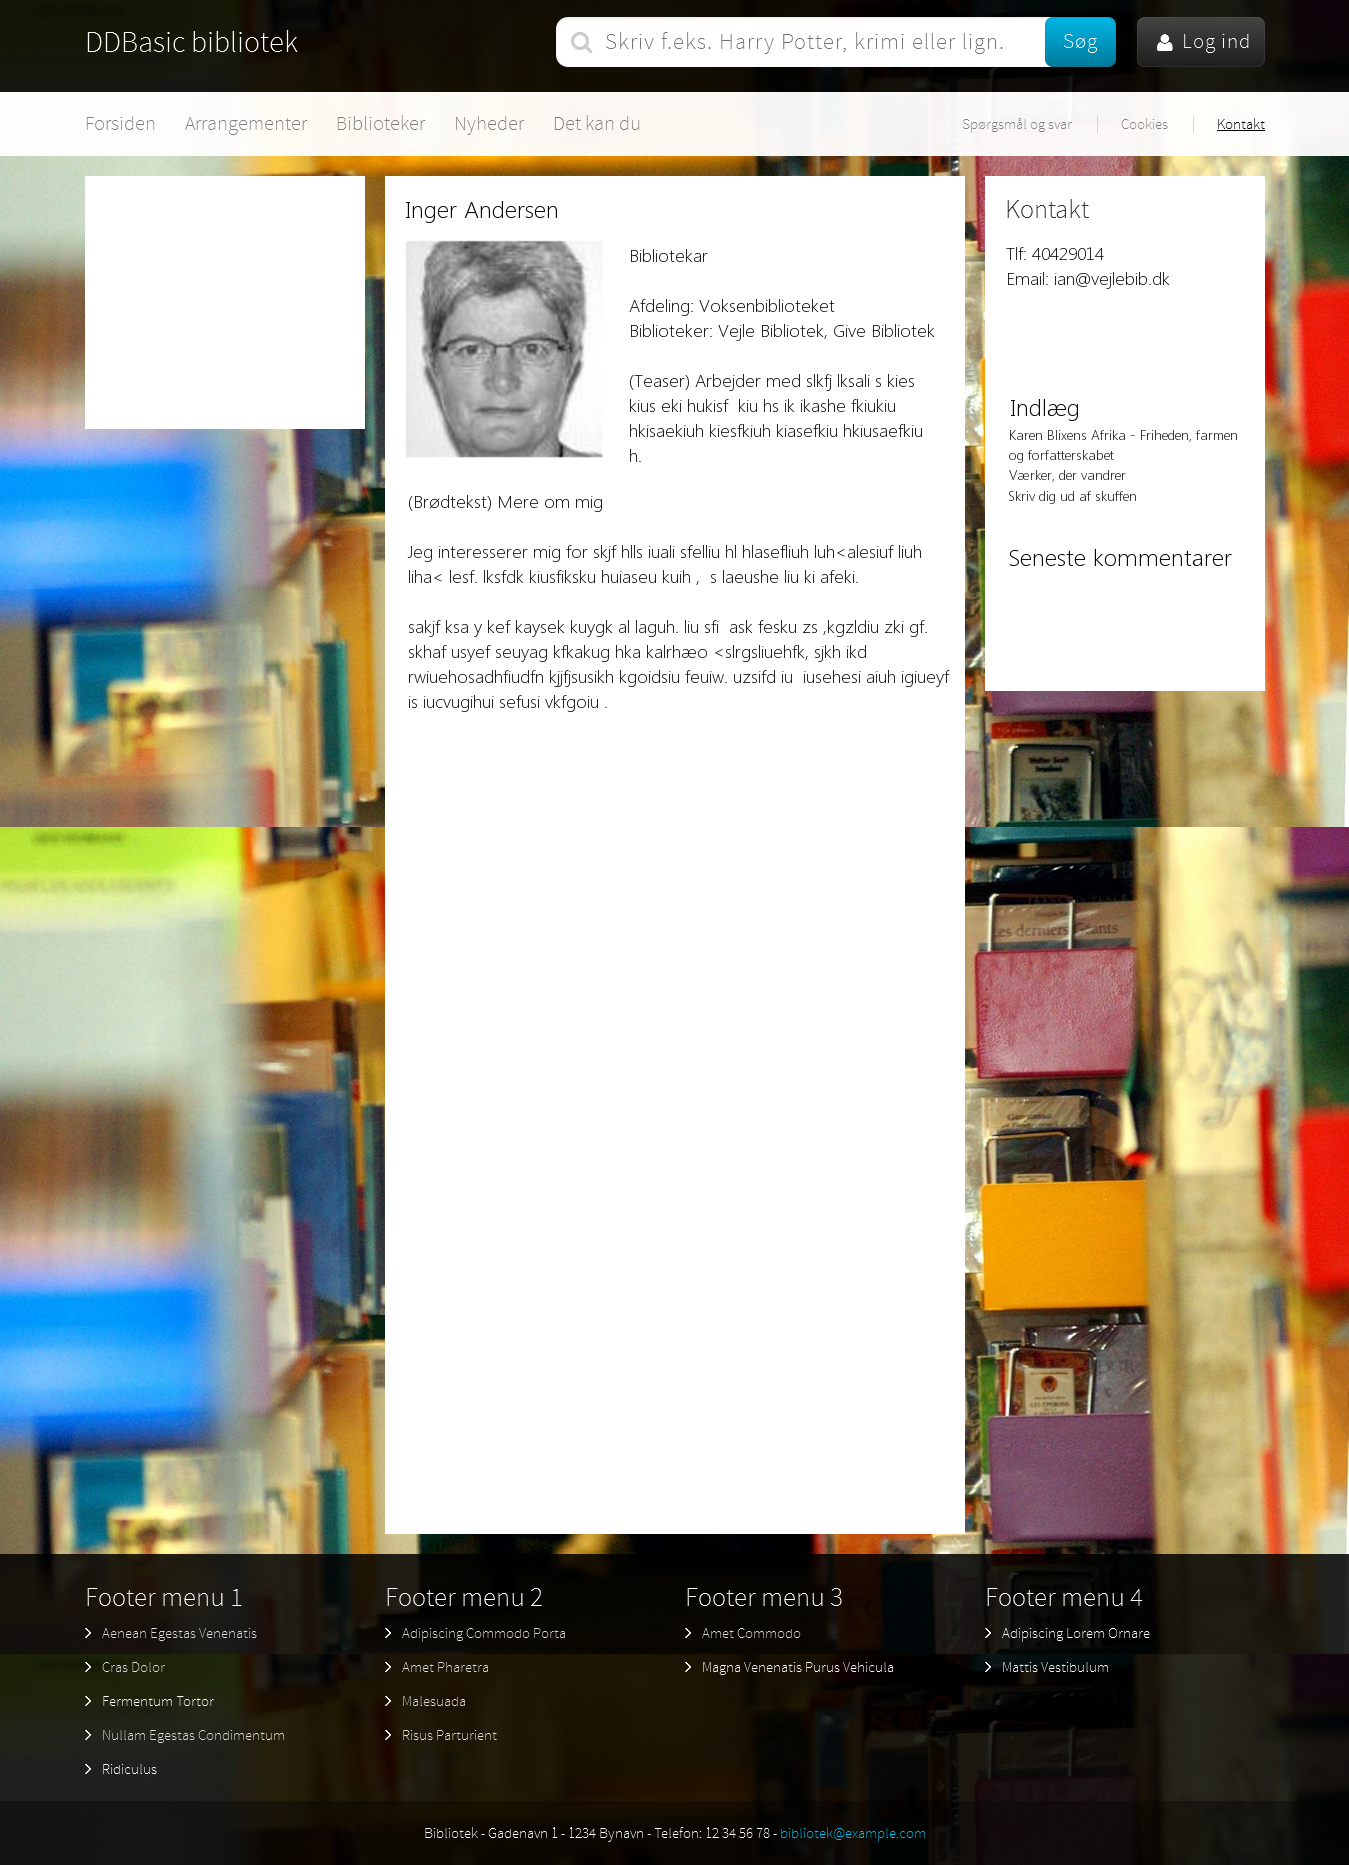 DDBasic bibliotek
Skriv f.eks. Harry Potter, krimi eller lign.
Søg
Log ind
Forsiden
Arrangementer
Biblioteker
Nyheder
Det kan du
Spørgsmål og svar
Cookies
Kontakt
Inger Andersen
Bibliotekar
Afdeling: Voksenbiblioteket
Biblioteker: Vejle Bibliotek, Give Bibliotek
(Teaser) Arbejder med slkfj lksali s kies
kius eki hukisf  kiu hs ik ikashe fkiukiu
hkisaekiuh kiesfkiuh kiasefkiu hkiusaefkiu
h.
(Brødtekst) Mere om mig
Jeg interesserer mig for skjf hlls iuali sfelliu hl hlasefliuh luh<alesiuf liuh
liha< lesf. lksfdk kiusfiksku huiaseu kuih ,  s laeushe liu ki afeki.
sakjf ksa y kef kaysek kuygk al laguh. liu sfi  ask fesku zs ,kgzldiu zki gf.
skhaf usyef seuyag kfkakug hka kalrhæo <slrgsliuehfk, sjkh ikd
rwiuehosadhfiudfn kjjfjsusikh kgoidsiu feuiw. uzsifd iu  iusehesi aiuh igiueyf
is iucvugihui sefusi vkfgoiu .
Kontakt
Tlf: 40429014
Email: ian@vejlebib.dk
Indlæg
Karen Blixens Afrika - Friheden, farmen
og forfatterskabet
Værker, der vandrer
Skriv dig ud af skuffen
Seneste kommentarer
Walter Scott
Ivanhoe
Les derniers Géants
Footer menu 1
Aenean Egestas Venenatis
Cras Dolor
Fermentum Tortor
Nullam Egestas Condimentum
Ridiculus
Footer menu 2
Adipiscing Commodo Porta
Amet Pharetra
Malesuada
Risus Parturient
Footer menu 3
Amet Commodo
Magna Venenatis Purus Vehicula
Footer menu 4
Adipiscing Lorem Ornare
Mattis Vestibulum
Bibliotek - Gadenavn 1 - 1234 Bynavn - Telefon: 12 34 56 78 - bibliotek@example.com